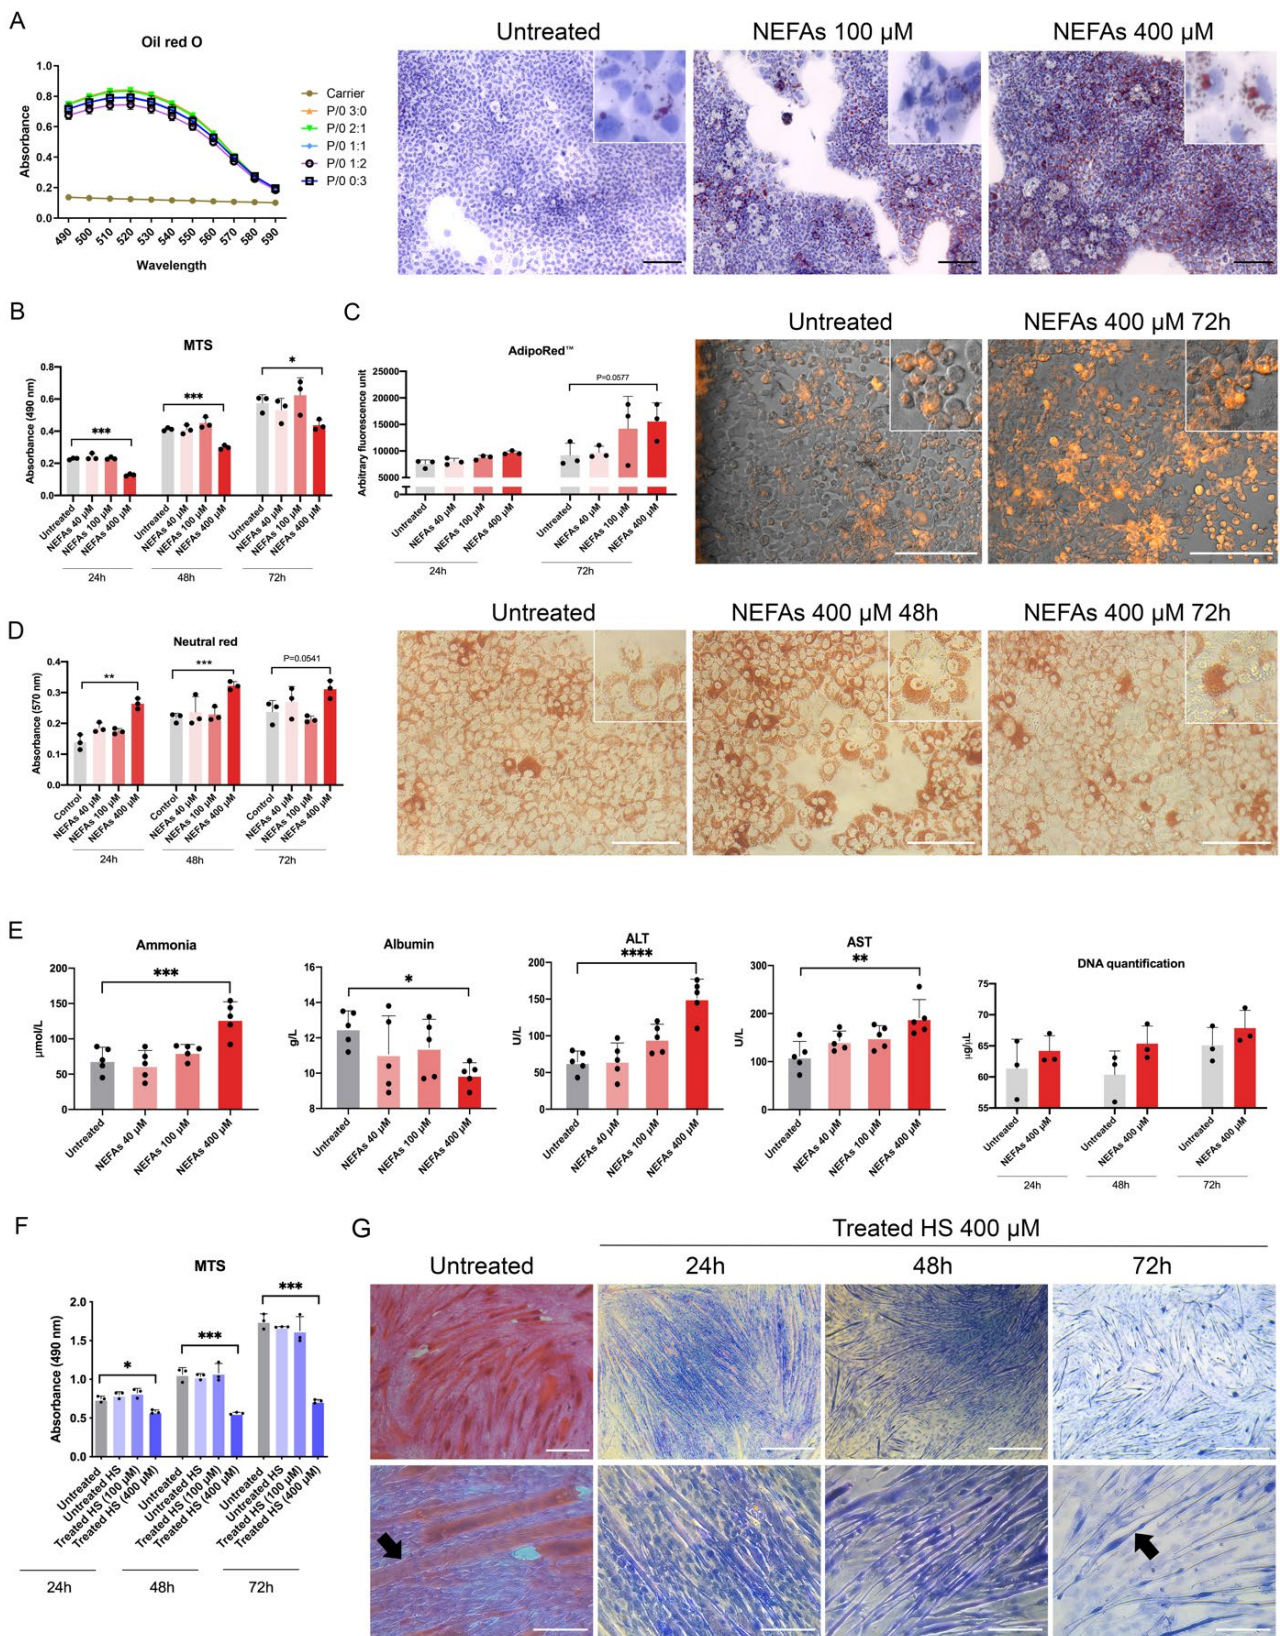 A
Oil red O
Absorbance
1.0
0.8
0.6
0.4
0.2
0.0
490 500 510 520 530 540 550 560 570 580 590
Wavelength
Carrier
P/0 3:0
P/0 2:1
P/0 1:1
P/0 1:2
P/0 0:3
Untreated
NEFAs 100 µM
NEFAs 400 µM
B
MTS
Absorbance (490 nm)
0.8
0.6
0.4
0.2
0.0
***
***
*
Untreated NEFAs 40 µM NEFAs 100 µM NEFAs 400 µM
Untreated NEFAs 40 µM NEFAs 100 µM NEFAs 400 µM
Untreated NEFAs 40 µM NEFAs 100 µM NEFAs 400 µM
24h 48h 72h
C
AdipoRed™
Arbitrary fluorescence unit
25000
20000
15000
10000
5000
0
P=0.0577
Untreated NEFAs 40 µM NEFAs 100 µM NEFAs 400 µM
Untreated NEFAs 40 µM NEFAs 100 µM NEFAs 400 µM
24h 72h
Untreated
NEFAs 400 µM 72h
D
Neutral red
Absorbance (570 nm)
0.4
0.3
0.2
0.1
0.0
**
***
P=0.0541
Control NEFAs 40 µM NEFAs 100 µM NEFAs 400 µM
Control NEFAs 40 µM NEFAs 100 µM NEFAs 400 µM
Control NEFAs 40 µM NEFAs 100 µM NEFAs 400 µM
24h 48h 72h
Untreated
NEFAs 400 µM 48h
NEFAs 400 µM 72h
E
Ammonia
µmol/L
200
150
100
50
0
***
Untreated NEFAs 40 µM NEFAs 100 µM NEFAs 400 µM
Albumin
g/L
16
14
12
10
8
*
Untreated NEFAs 40 µM NEFAs 100 µM NEFAs 400 µM
ALT
U/L
200
150
100
50
0
****
Untreated NEFAs 40 µM NEFAs 100 µM NEFAs 400 µM
AST
U/L
300
200
100
0
**
Untreated NEFAs 40 µM NEFAs 100 µM NEFAs 400 µM
DNA quantification
µg/µL
75
70
65
60
55
Untreated NEFAs 400 µM
Untreated NEFAs 400 µM
Untreated NEFAs 400 µM
24h 48h 72h
F
MTS
Absorbance (490 nm)
2.0
1.5
1.0
0.5
0.0
*
***
***
Untreated Untreated HS Treated HS (100 µM) Treated HS (400 µM)
Untreated Untreated HS Treated HS (100 µM) Treated HS (400 µM)
Untreated Untreated HS Treated HS (100 µM) Treated HS (400 µM)
24h 48h 72h
G
Treated HS 400 µM
Untreated
24h
48h
72h